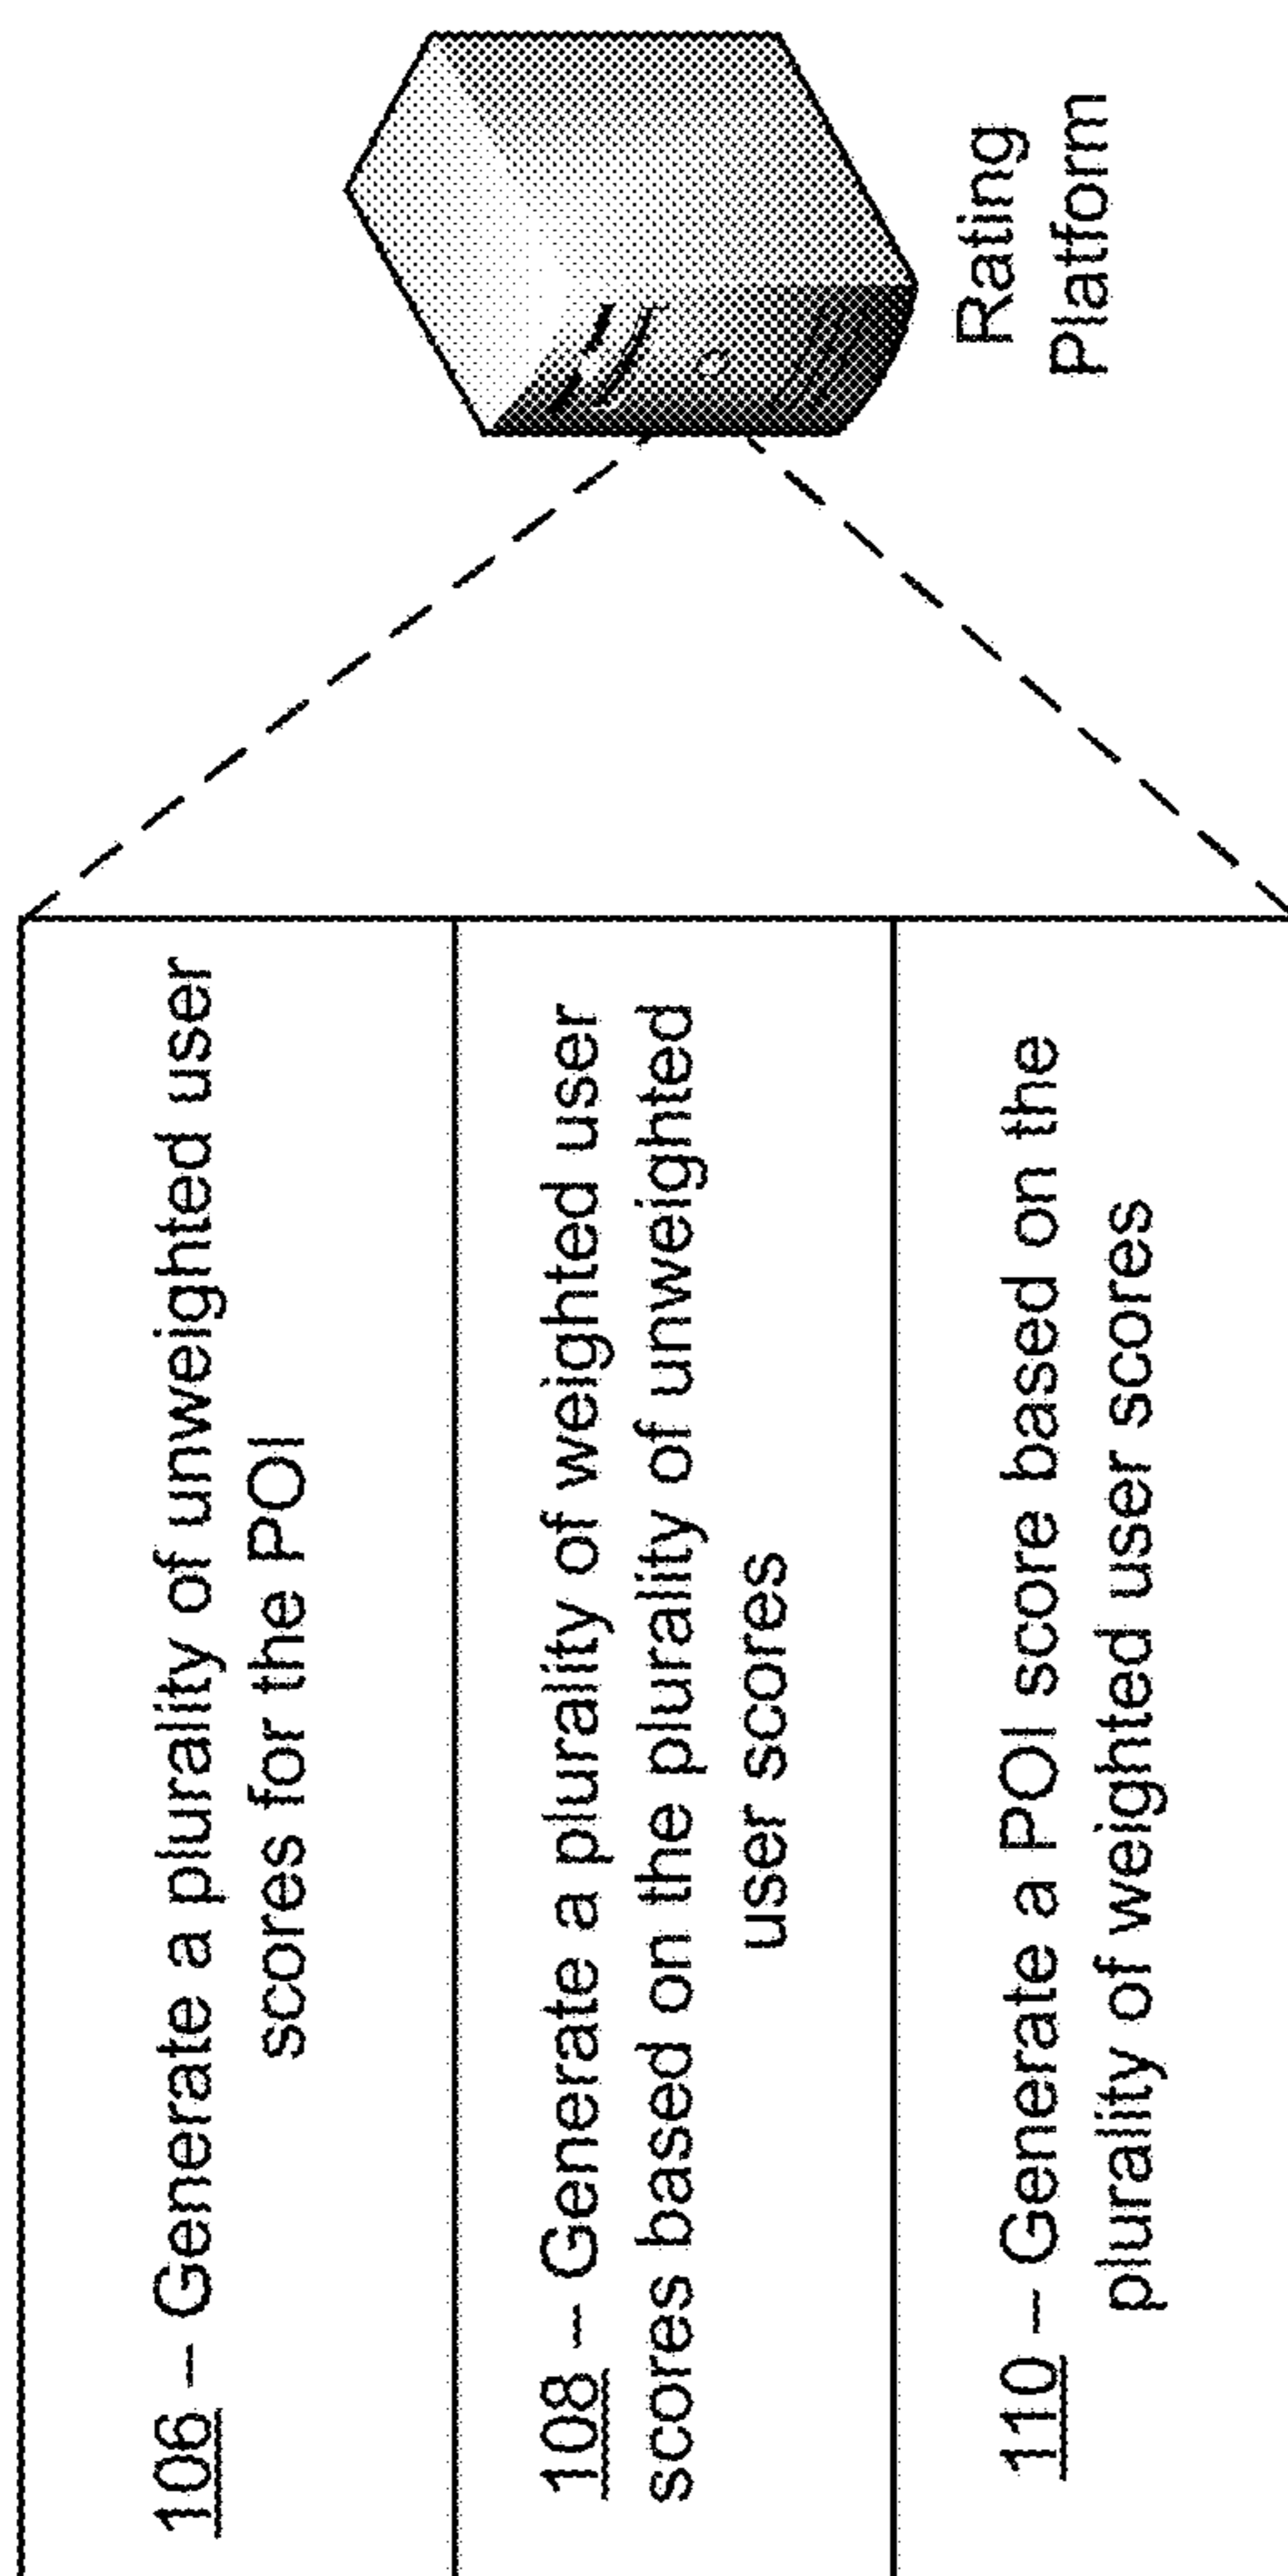 106 – Generate a plurality of unweighted user
scores for the POI
108 – Generate a plurality of weighted user
scores based on the plurality of unweighted
user scores
110 – Generate a POI score based on the
plurality of weighted user scores
Rating
Platform